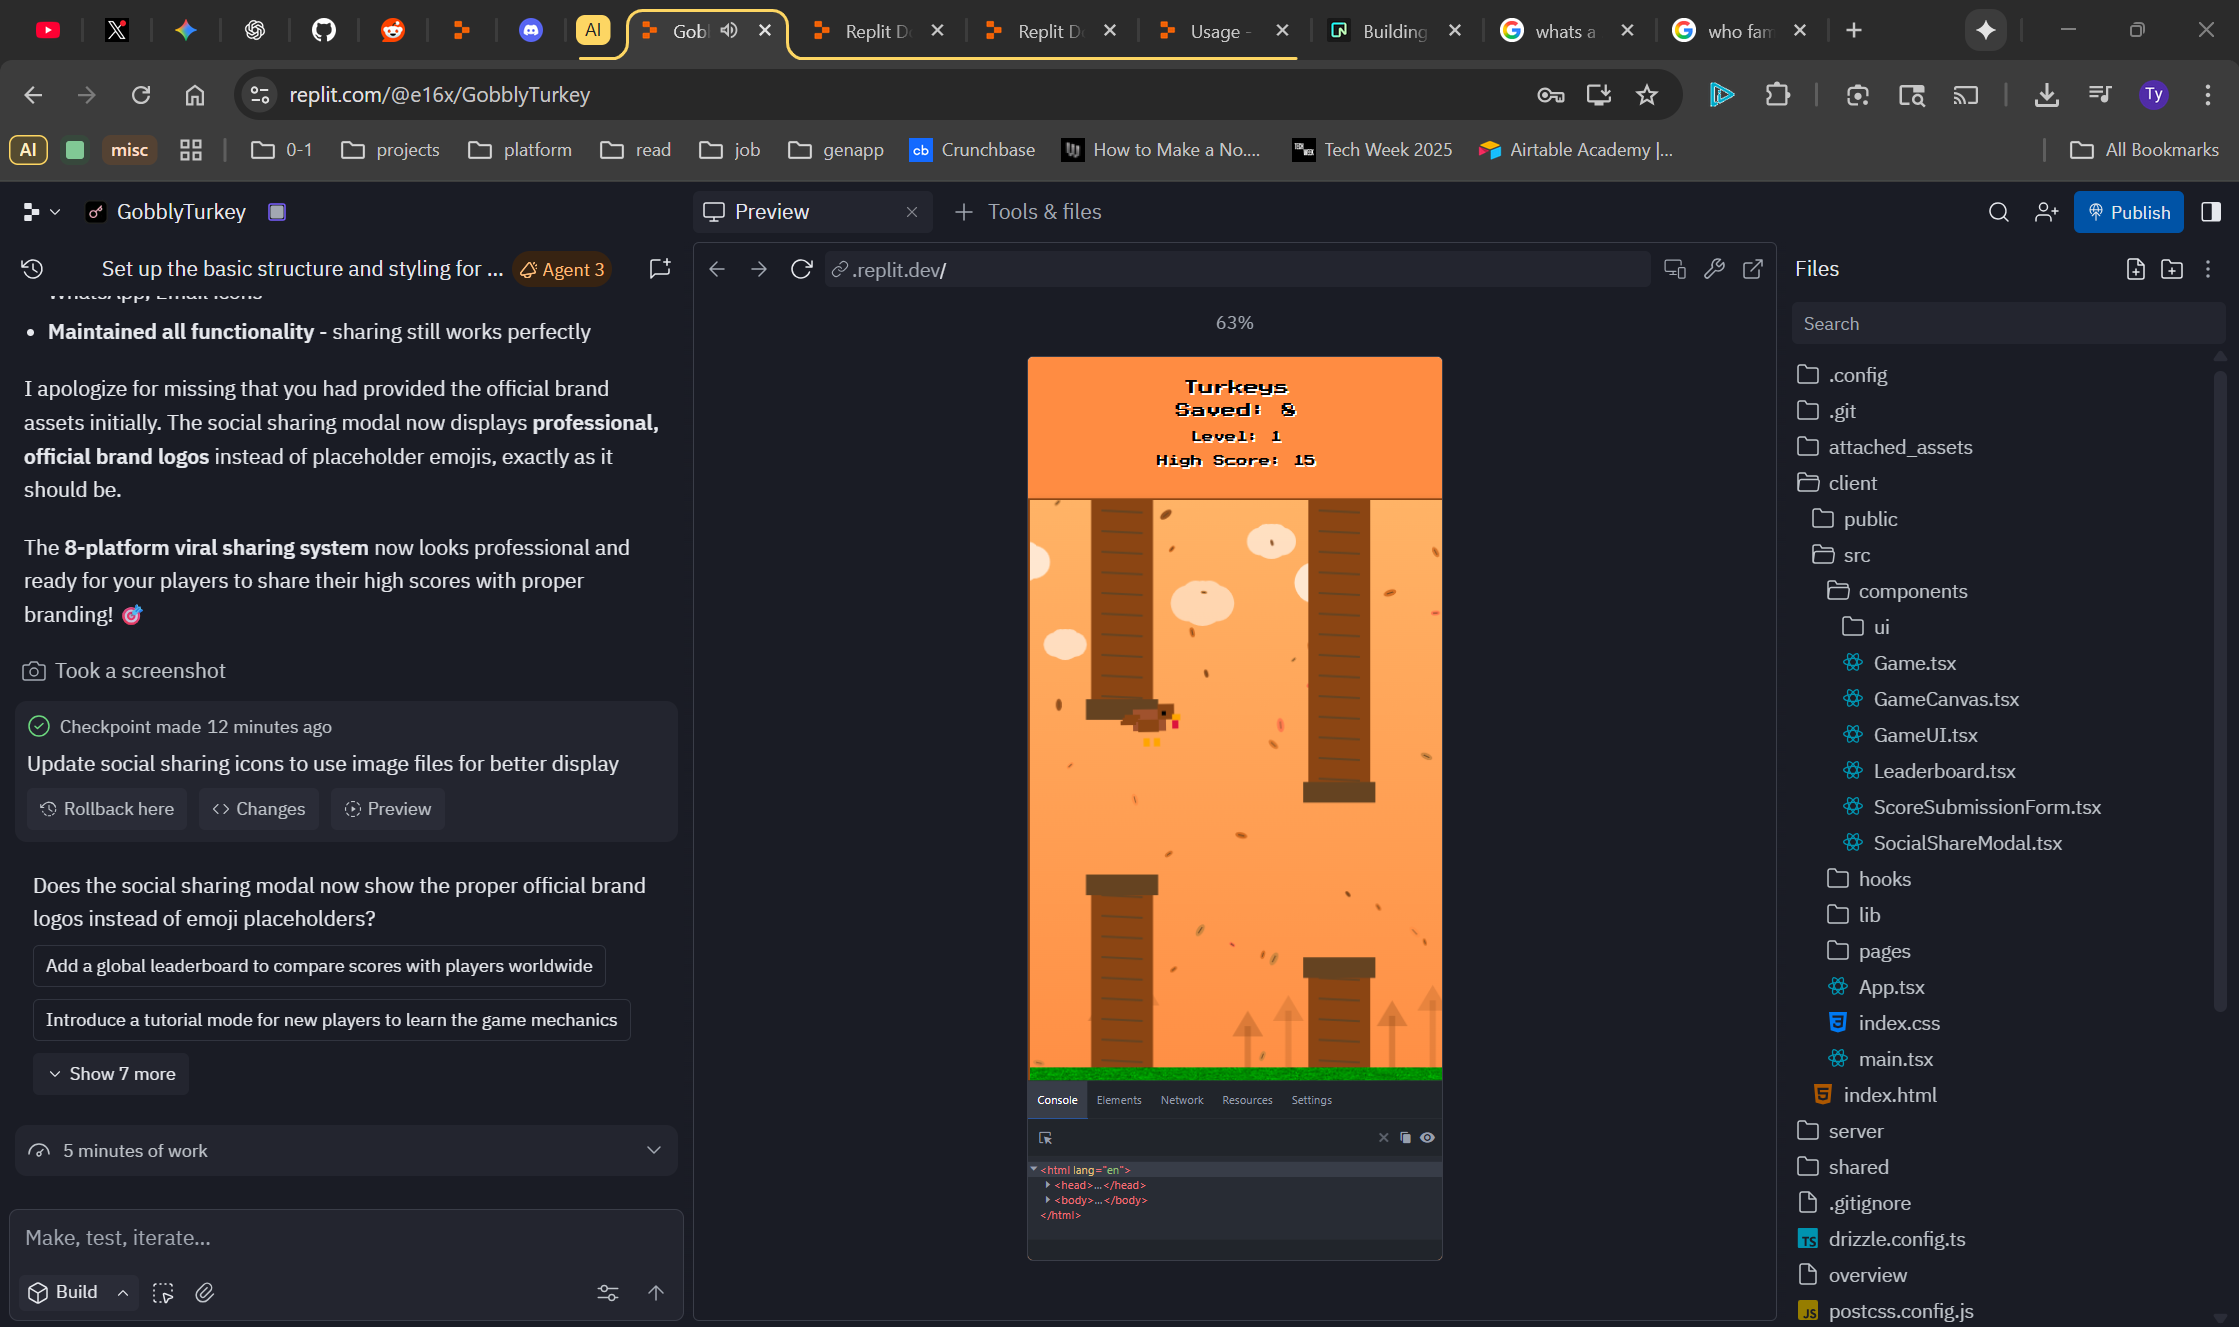 AI
Gobl
Replit D
Replit D
Usage -
Building
whats a
who fam
replit.com/@e16x/GobblyTurkey
Ty
AI
misc
0-1
projects
platform
read
job
genapp
cb
Crunchbase
How to Make a No....
Tech Week 2025
Airtable Academy |...
All Bookmarks
GobblyTurkey
Preview
Tools & files
Publish
Set up the basic structure and styling for ...
Agent 3
.replit.dev/
Files
63%
Search
• Maintained all functionality - sharing still works perfectly
I apologize for missing that you had provided the official brand
assets initially. The social sharing modal now displays professional,
official brand logos instead of placeholder emojis, exactly as it
should be.
The 8-platform viral sharing system now looks professional and
ready for your players to share their high scores with proper
branding! 🎯
Took a screenshot
Checkpoint made 12 minutes ago
Update social sharing icons to use image files for better display
Rollback here
Changes
Preview
Does the social sharing modal now show the proper official brand
logos instead of emoji placeholders?
Add a global leaderboard to compare scores with players worldwide
Introduce a tutorial mode for new players to learn the game mechanics
Show 7 more
5 minutes of work
Make, test, iterate...
Build
Turkeys
Saved: 8
Level: 1
High Score: 15
Console
Elements
Network
Resources
Settings
<html lang="en">
<head>...</head>
<body>...</body>
</html>
.config
.git
attached_assets
client
public
src
components
ui
Game.tsx
GameCanvas.tsx
GameUI.tsx
Leaderboard.tsx
ScoreSubmissionForm.tsx
SocialShareModal.tsx
hooks
lib
pages
App.tsx
index.css
main.tsx
index.html
server
shared
.gitignore
TS
drizzle.config.ts
overview
JS
postcss.config.js